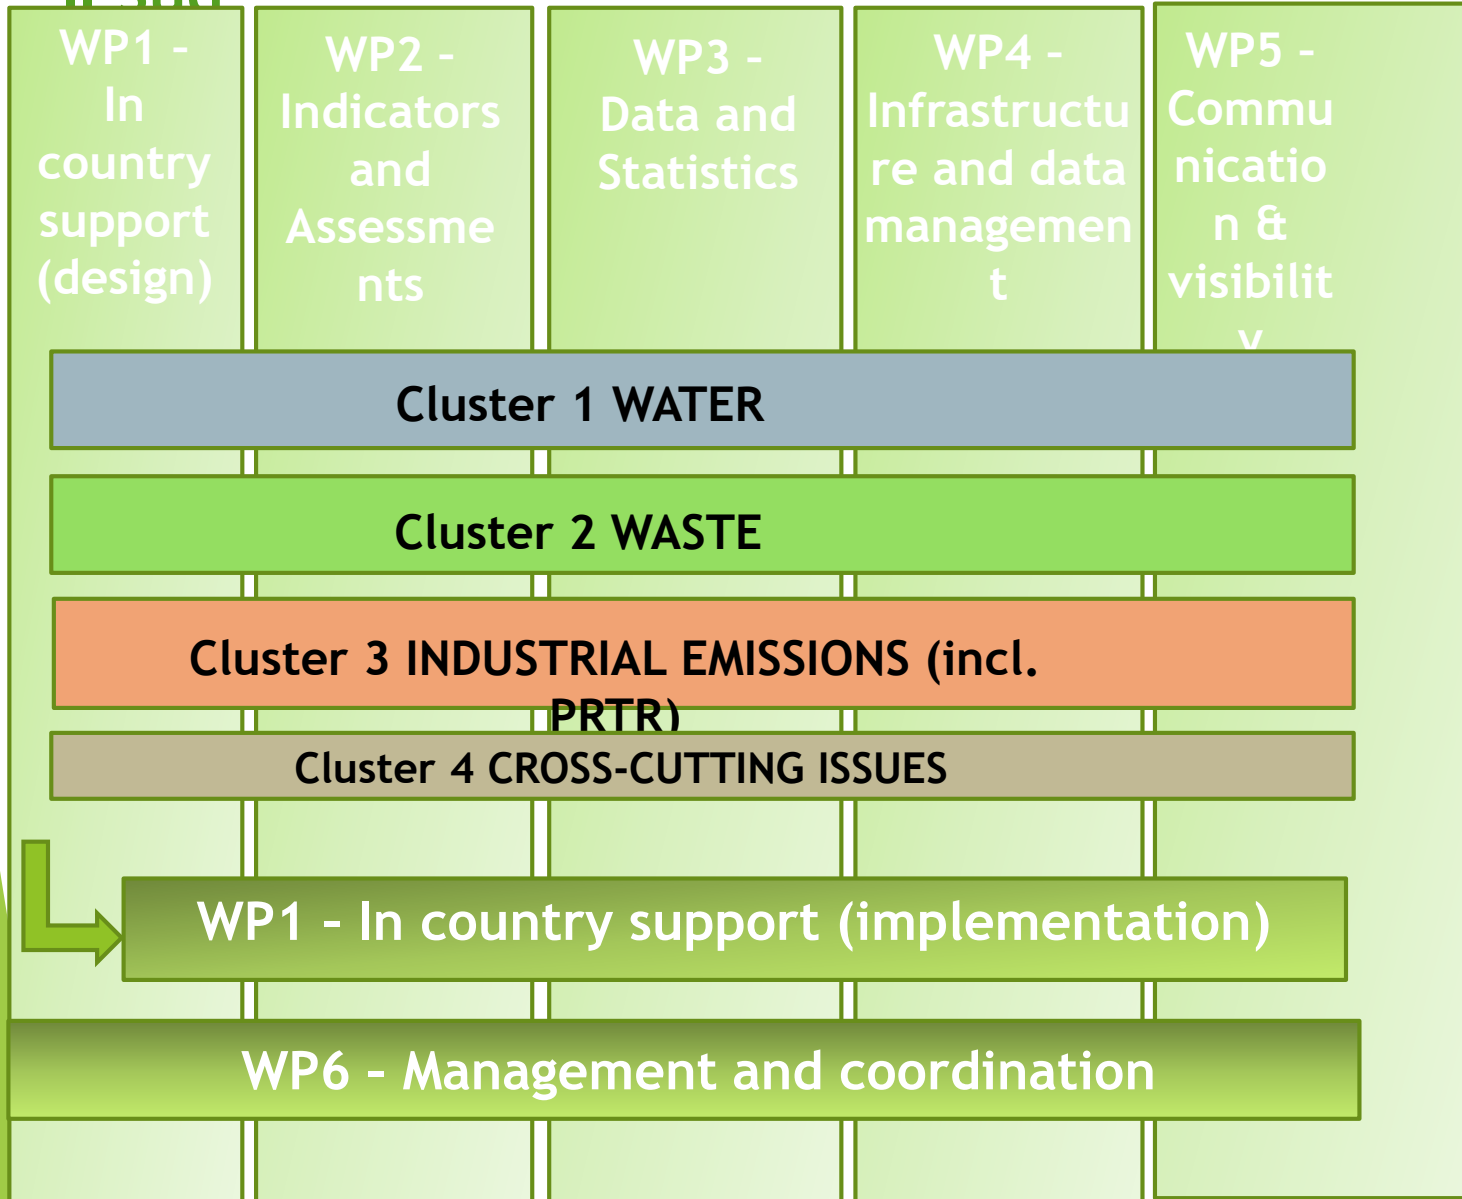 WP1 –
In
country
support
(design)
WP2 –
Indicators
and
Assessme
nts
WP3 –
Data and
Statistics
WP4 –
Infrastructu
re and data
managemen
t
WP5 –
Commu
nicatio
n &
visibilit
y
Cluster 1 WATER
Cluster 2 WASTE
Cluster 3 INDUSTRIAL EMISSIONS (incl.
PRTR)
Cluster 4 CROSS-CUTTING ISSUES
WP1 – In country support (implementation)
WP6 – Management and coordination